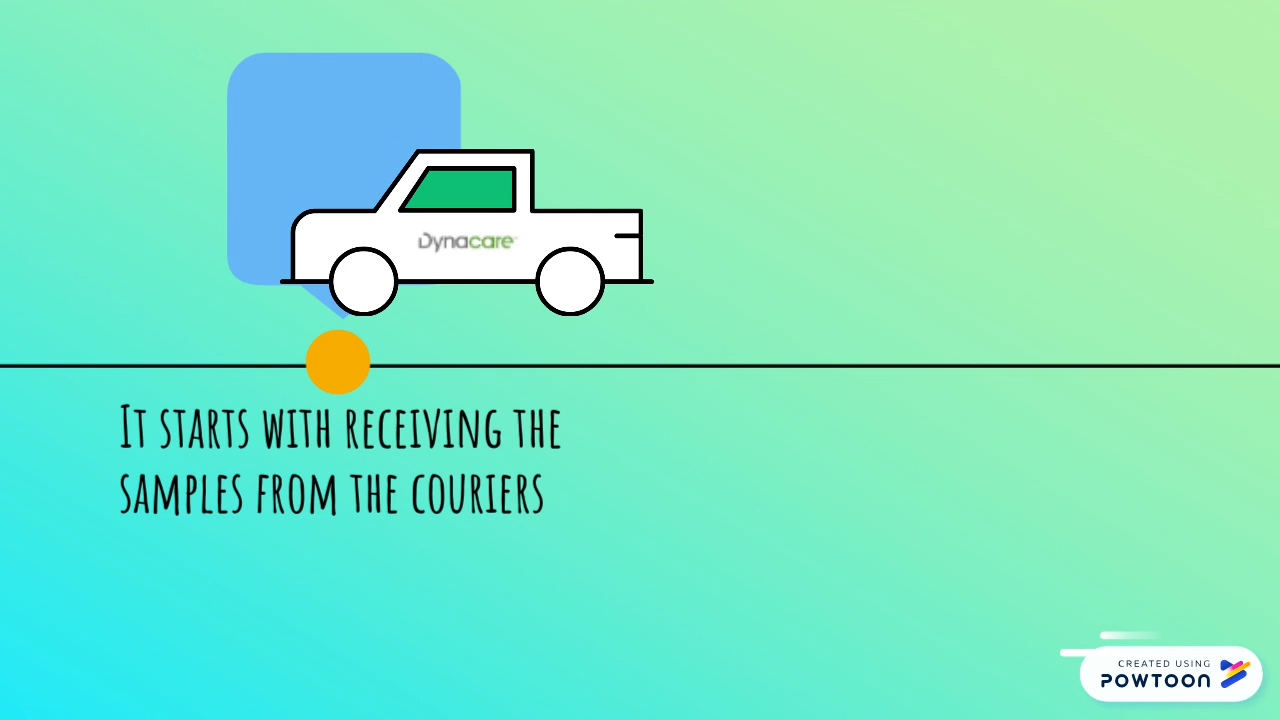 Dynacare
It starts with receiving the
samples from the couriers
CREATED USING
POWTOON